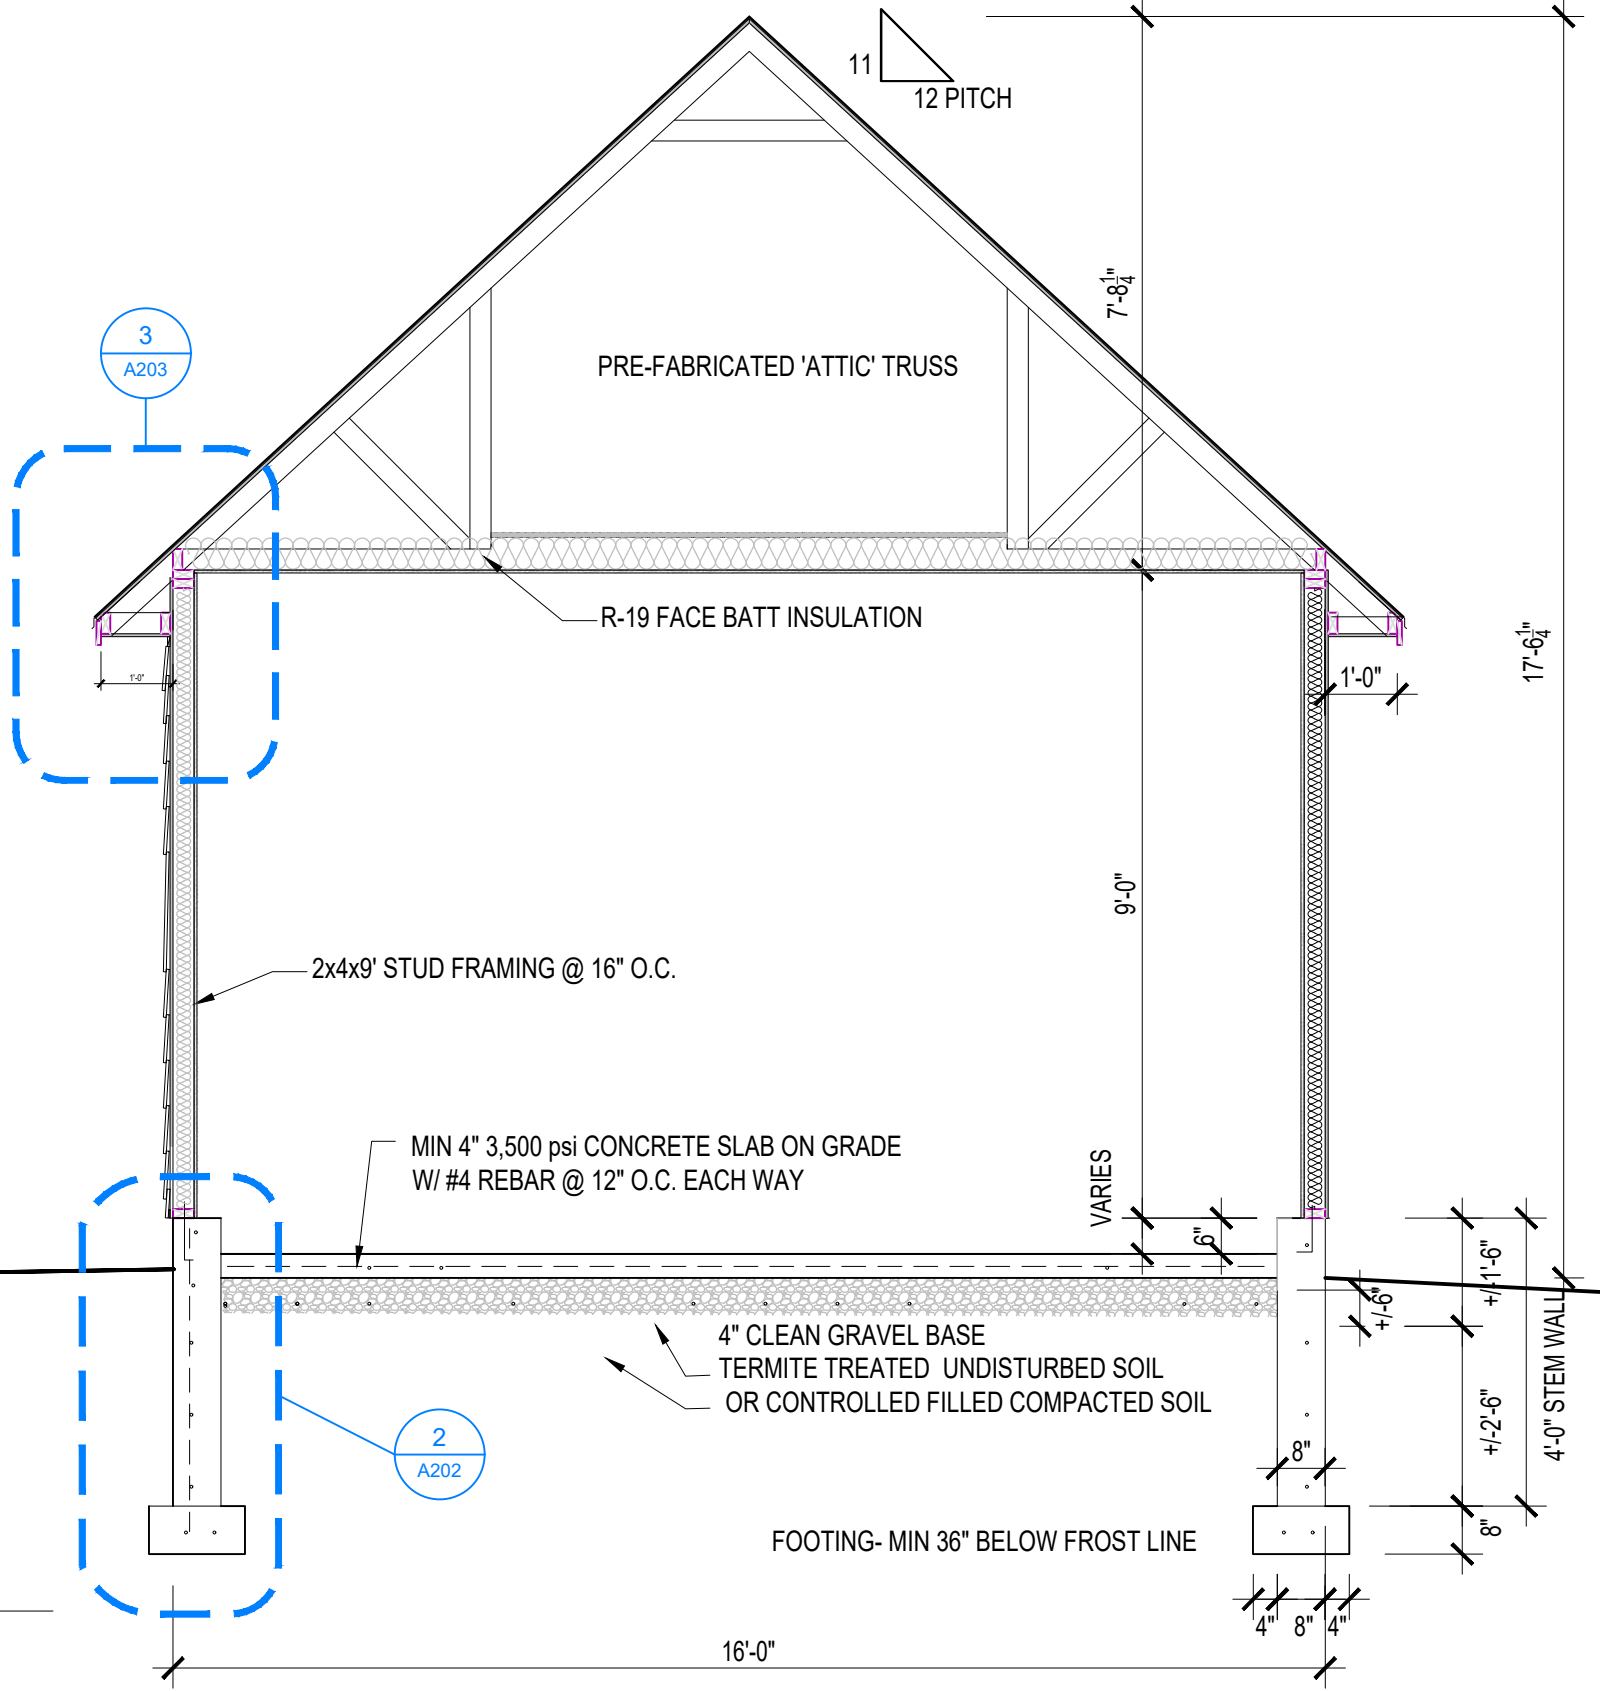 11
12 PITCH
7'-8 1/4"
3
A203
PRE-FABRICATED 'ATTIC' TRUSS
R-19 FACE BATT INSULATION
17'-6 1/4"
1'-0"
1'-0"
9'-0"
2x4x9' STUD FRAMING @ 16" O.C.
MIN 4" 3,500 psi CONCRETE SLAB ON GRADE
W/ #4 REBAR @ 12" O.C. EACH WAY
VARIES
6"
+/-1'-6"
+/-6"
4" CLEAN GRAVEL BASE
TERMITE TREATED UNDISTURBED SOIL
OR CONTROLLED FILLED COMPACTED SOIL
4'-0" STEM WALL
+/-2'-6"
2
A202
8"
FOOTING- MIN 36" BELOW FROST LINE
8"
4"
8"
4"
16'-0"